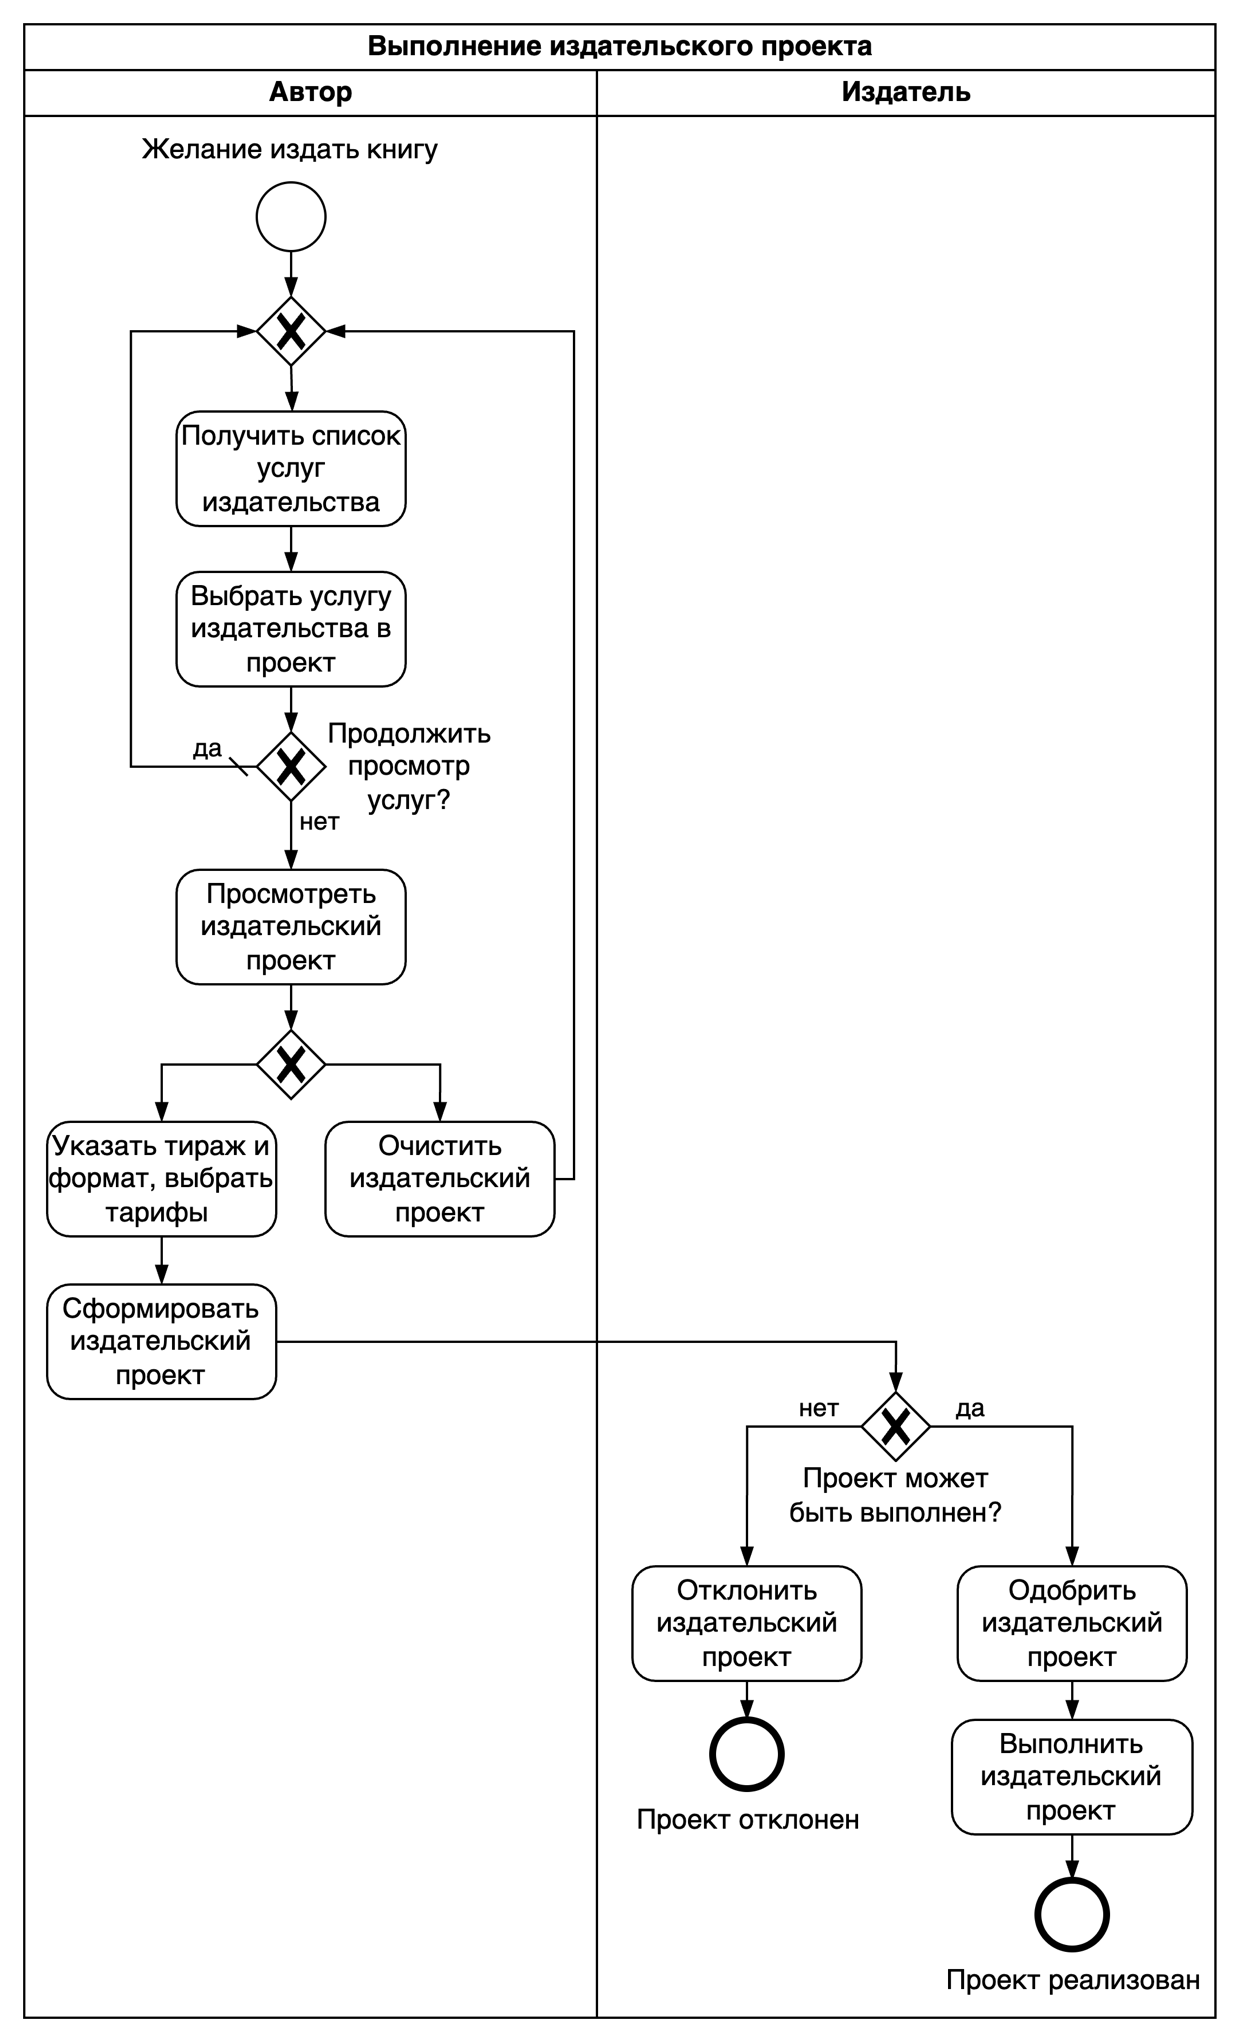 Выполнение издательского проекта
Автор
Издатель
Желание издать книгу
Получить список
услуг
издательства
Выбрать услугу
издательства в
проект
Продолжить
просмотр
услуг?
да
нет
Просмотреть
издательский
проект
Указать тираж и
формат, выбрать
тарифы
Очистить
издательский
проект
Сформировать
издательский
проект
нет
да
Проект может
быть выполнен?
Отклонить
издательский
проект
Одобрить
издательский
проект
Проект отклонен
Выполнить
издательский
проект
Проект реализован